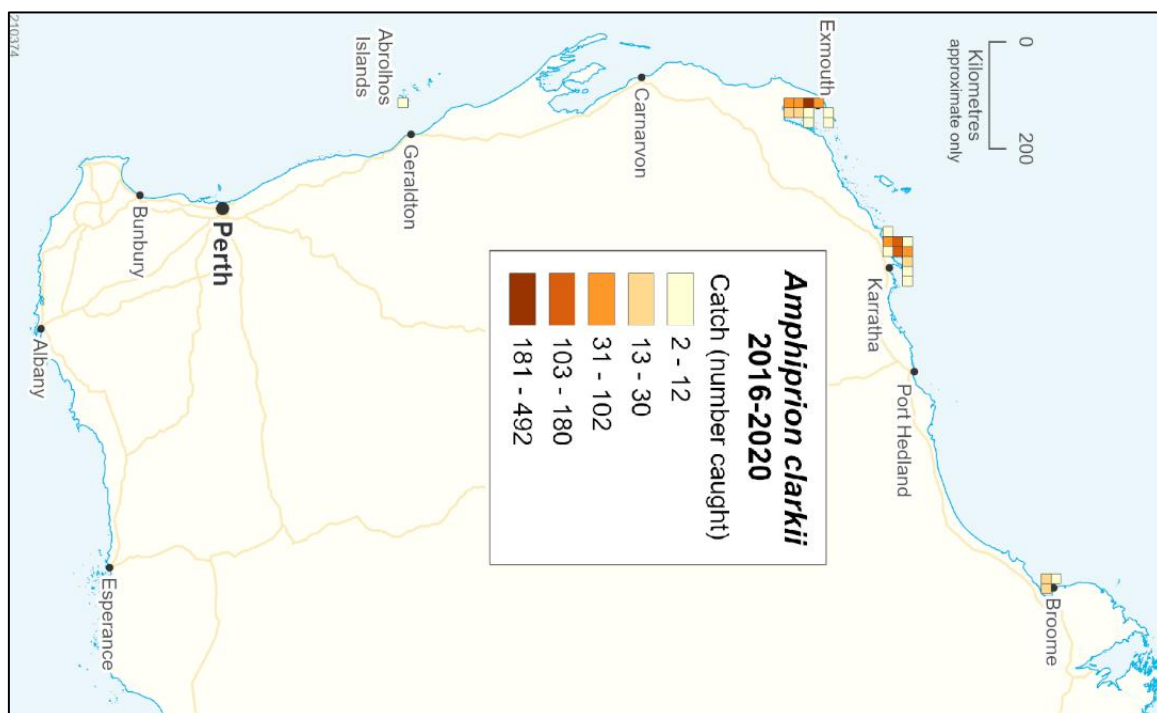 Amphiprion clarkii
2016-2020
Catch (number caught)
2 - 12
13 - 30
31 - 102
103 - 180
181 - 492
0
200
Kilometres
approximate only
Broome
Port Hedland
Karratha
Exmouth
Carnarvon
Abrolhos
Islands
Geraldton
Perth
Bunbury
Albany
Esperance
210374